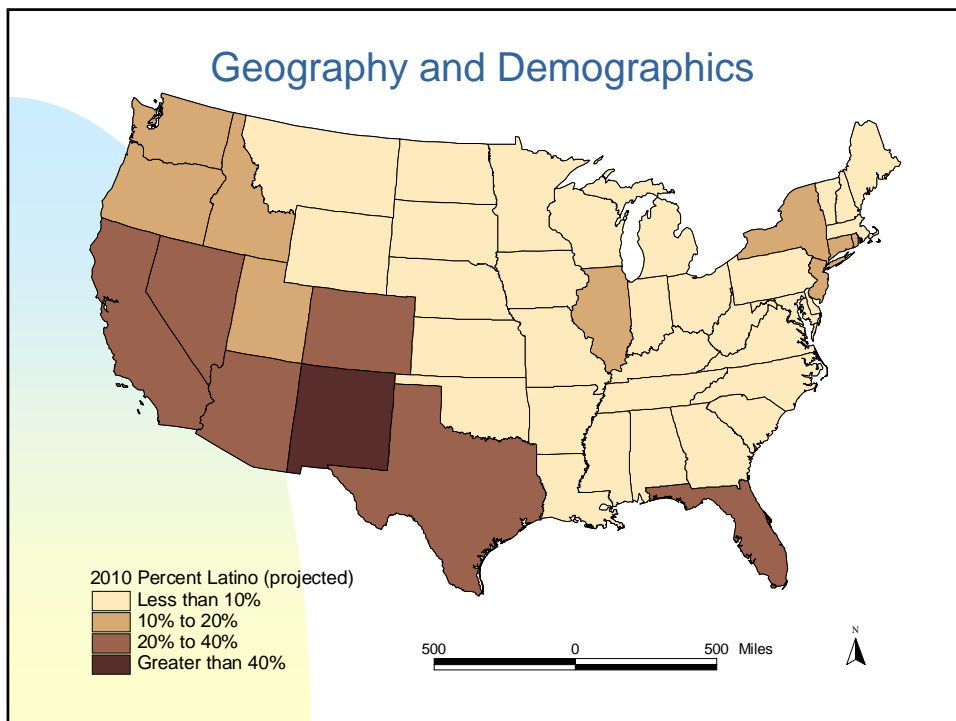 Geography and Demographics
2010 Percent Latino (projected)
Less than 10%
10% to 20%
20% to 40%
Greater than 40%
500 0 500 Miles
N